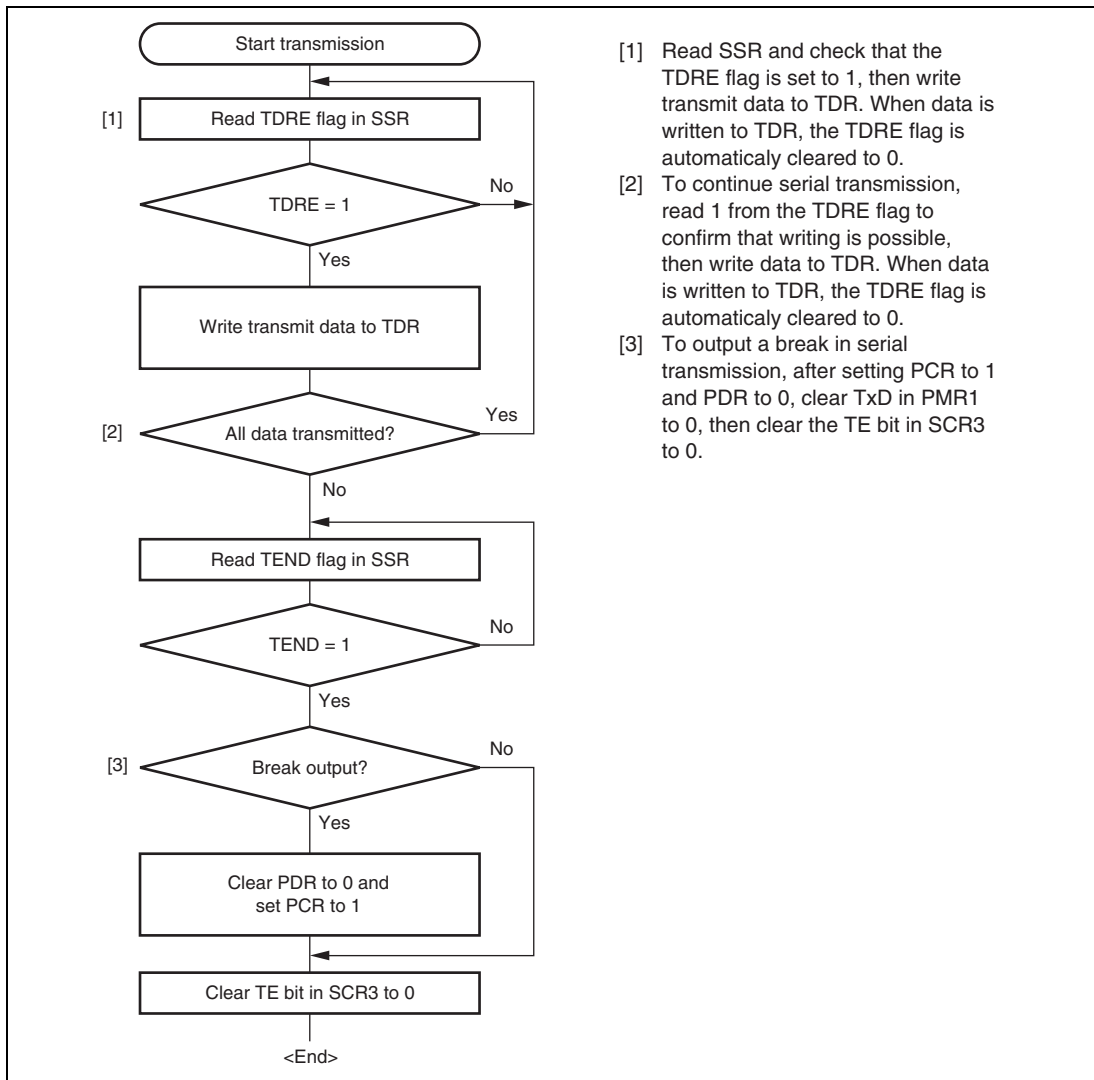 Start transmission
[1] Read TDRE flag in SSR
TDRE = 1
No
Yes
Write transmit data to TDR
[2] All data transmitted?
Yes
No
Read TEND flag in SSR
TEND = 1
No
Yes
[3] Break output?
No
Yes
Clear PDR to 0 and
set PCR to 1
Clear TE bit in SCR3 to 0
<End>
[1] Read SSR and check that the
TDRE flag is set to 1, then write
transmit data to TDR. When data is
written to TDR, the TDRE flag is
automaticaly cleared to 0.
[2] To continue serial transmission,
read 1 from the TDRE flag to
confirm that writing is possible,
then write data to TDR. When data
is written to TDR, the TDRE flag is
automaticaly cleared to 0.
[3] To output a break in serial
transmission, after setting PCR to 1
and PDR to 0, clear TxD in PMR1
to 0, then clear the TE bit in SCR3
to 0.